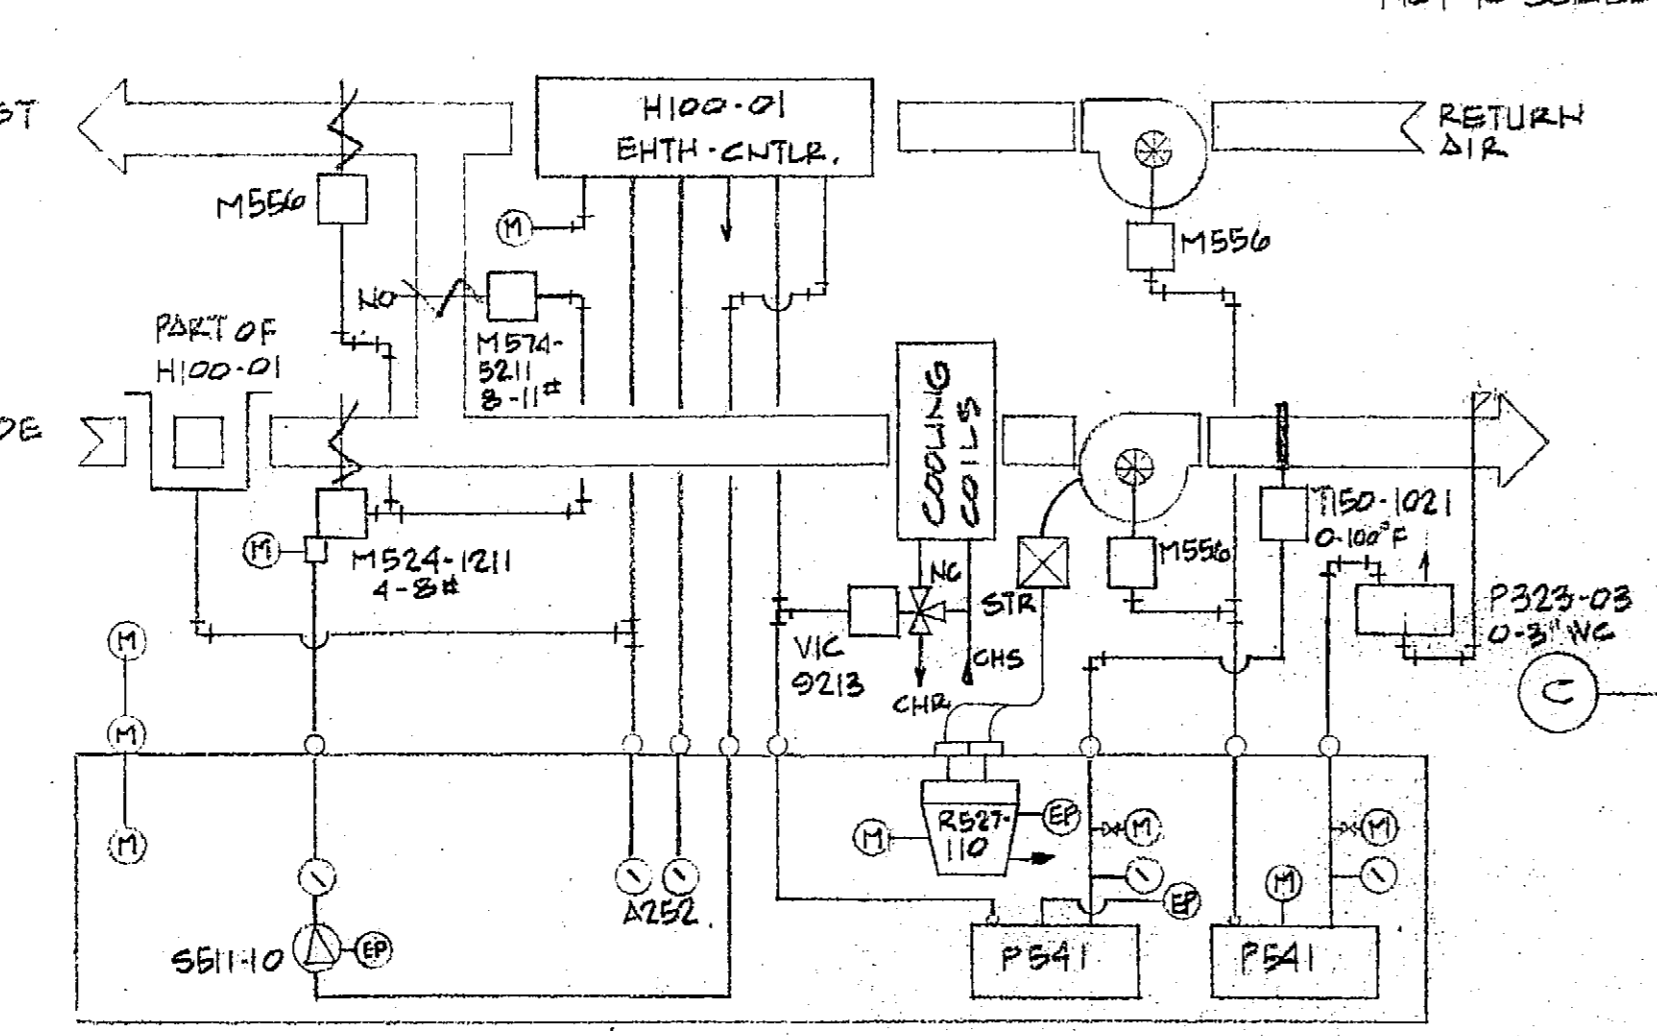 H100-01
EHTH-CNTLR.
RETURN
AIR
M556
M
M556
NO
PART OF
H100-01
M574-
5211
8-11#
COOLING
COILS
T150-1021
0-100°F
M524-1211
4-8#
M
NC
STR
M556
P323-03
0-3" WC
VIC
9213
CHS
CHR
C
M
M
M
R527-
110
M
EP
M
M
M
EP
A252.
S511-10
EP
P541
P541